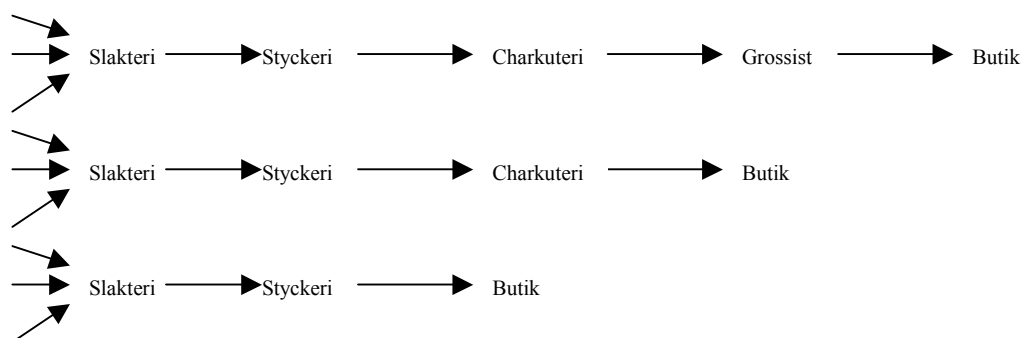 Slakteri Styckeri Charkuteri Grossist Butik
Slakteri Styckeri Charkuteri Butik
Slakteri Styckeri Butik